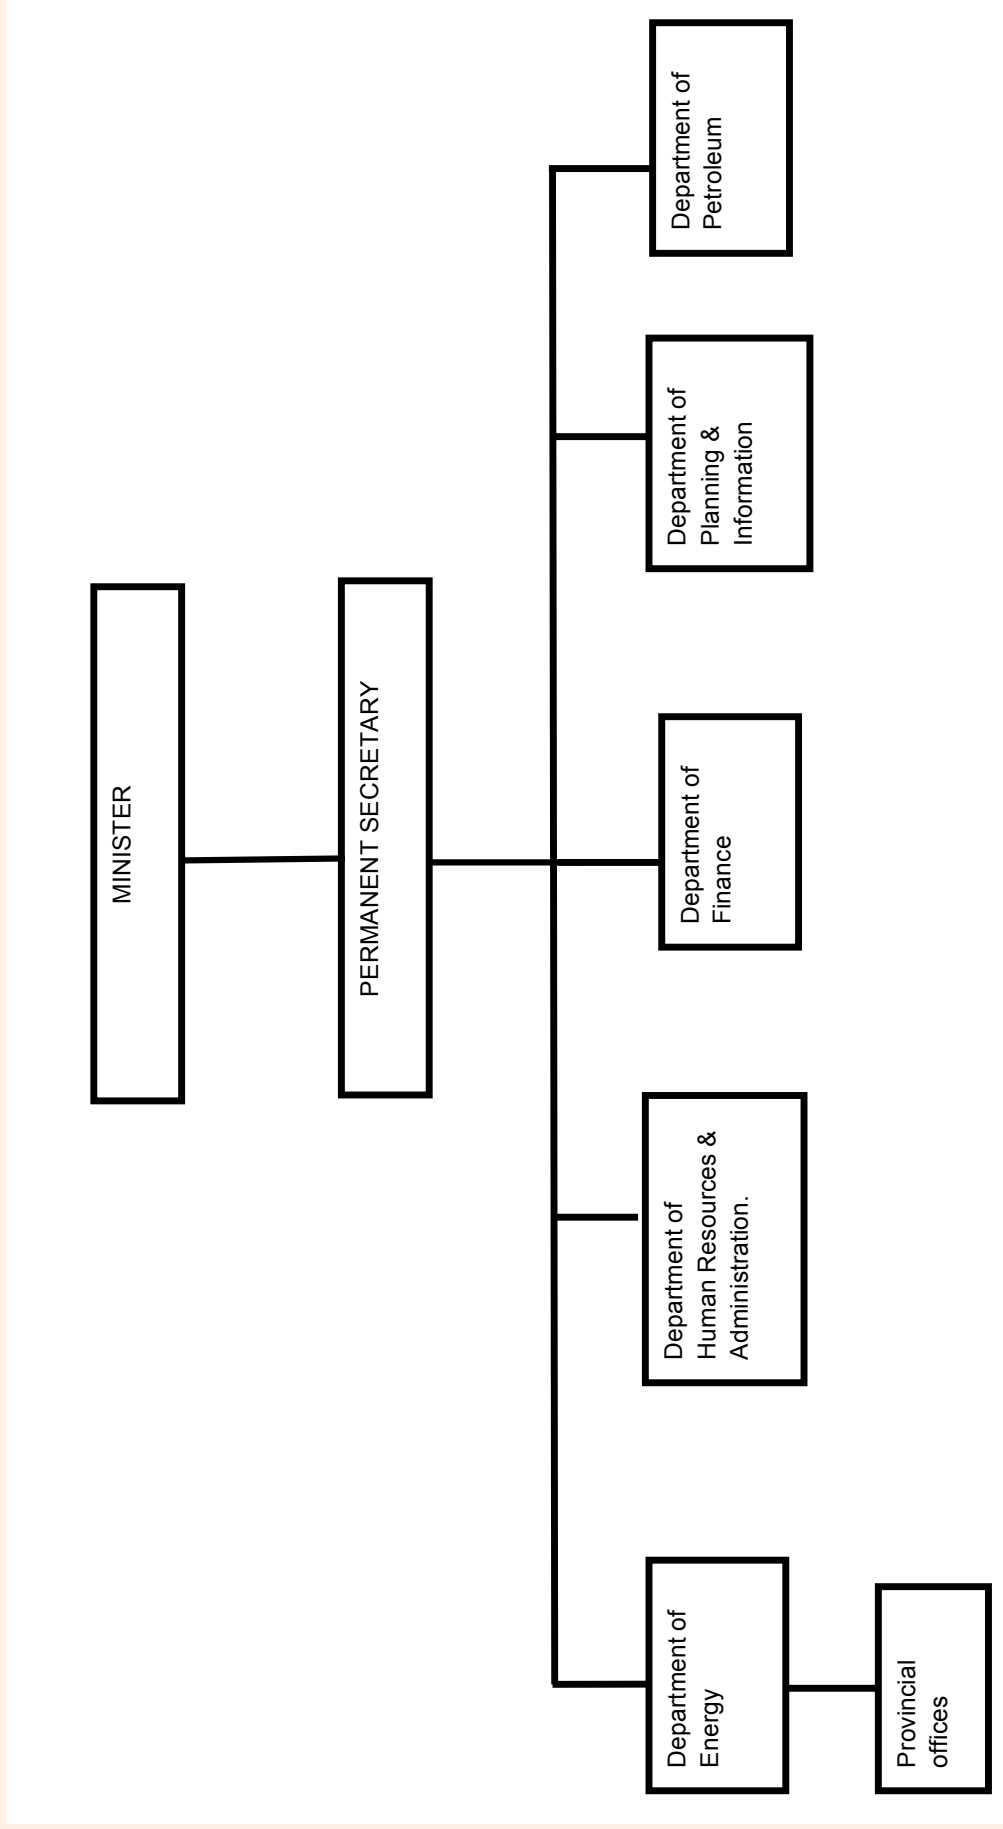 MINISTER
PERMANENT SECRETARY
Department of
Energy
Department of
Human Resources &
Administration.
Department of
Finance
Department of
Planning &
Information
Department of
Petroleum
Provincial
offices